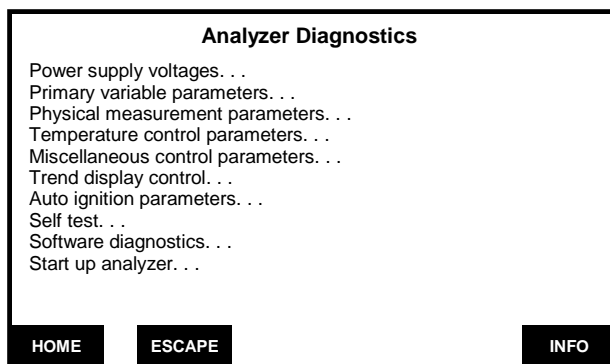 Analyzer Diagnostics
Power supply voltages. . .
Primary variable parameters. . .
Physical measurement parameters. . .
Temperature control parameters. . .
Miscellaneous control parameters. . .
Trend display control. . .
Auto ignition parameters. . .
Self test. . .
Software diagnostics. . .
Start up analyzer. . .
HOME ESCAPE INFO